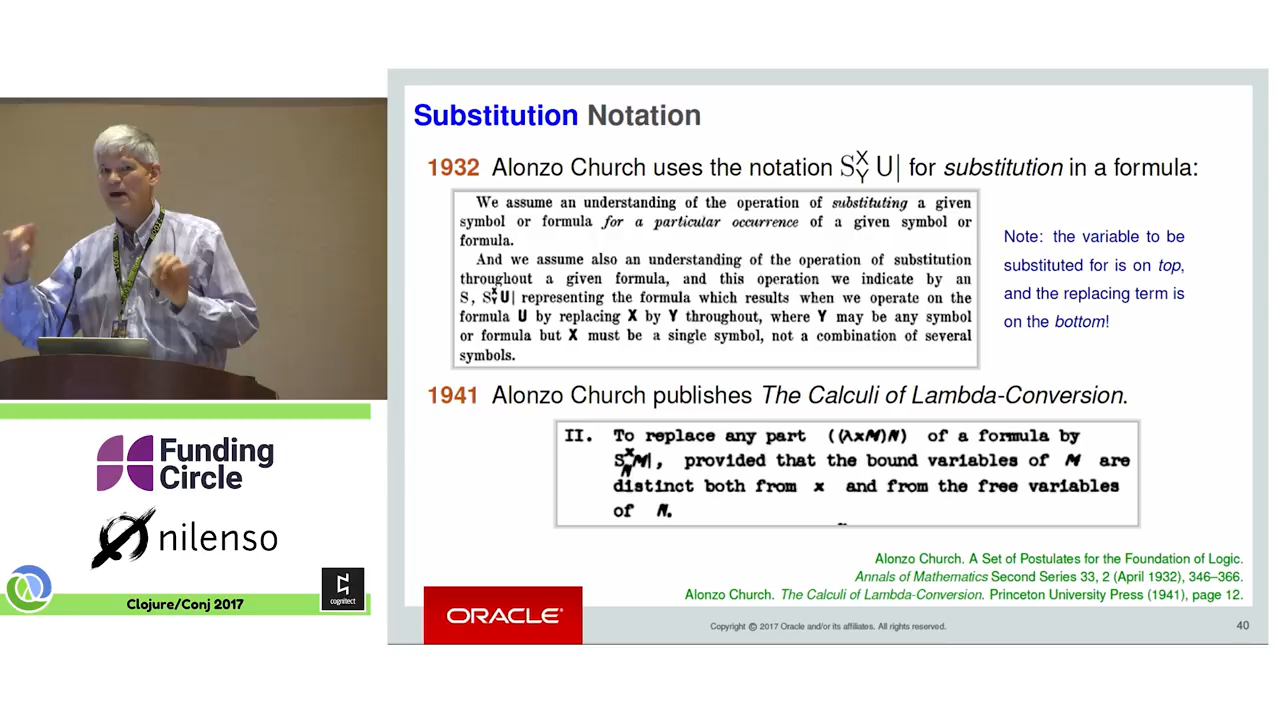 Substitution Notation
1932 Alonzo Church uses the notation S^X_Y U| for substitution in a formula:
We assume an understanding of the operation of substituting a given
symbol or formula for a particular occurrence of a given symbol or
formula.
And we assume also an understanding of the operation of substitution
throughout a given formula, and this operation we indicate by an
S, S^X_Y U| representing the formula which results when we operate on the
formula U by replacing X by Y throughout, where Y may be any symbol
or formula but X must be a single symbol, not a combination of several
symbols.
Note: the variable to be
substituted for is on top,
and the replacing term is
on the bottom!
1941 Alonzo Church publishes The Calculi of Lambda-Conversion.
II. To replace any part ((λxM)N) of a formula by
S^x_N M|, provided that the bound variables of M are
distinct both from x and from the free variables
of N.
Alonzo Church. A Set of Postulates for the Foundation of Logic.
Annals of Mathematics Second Series 33, 2 (April 1932), 346–366.
Alonzo Church. The Calculi of Lambda-Conversion. Princeton University Press (1941), page 12.
ORACLE®
Copyright © 2017 Oracle and/or its affiliates. All rights reserved.
40
Funding
Circle
nilenso
cognitect
Clojure/Conj 2017